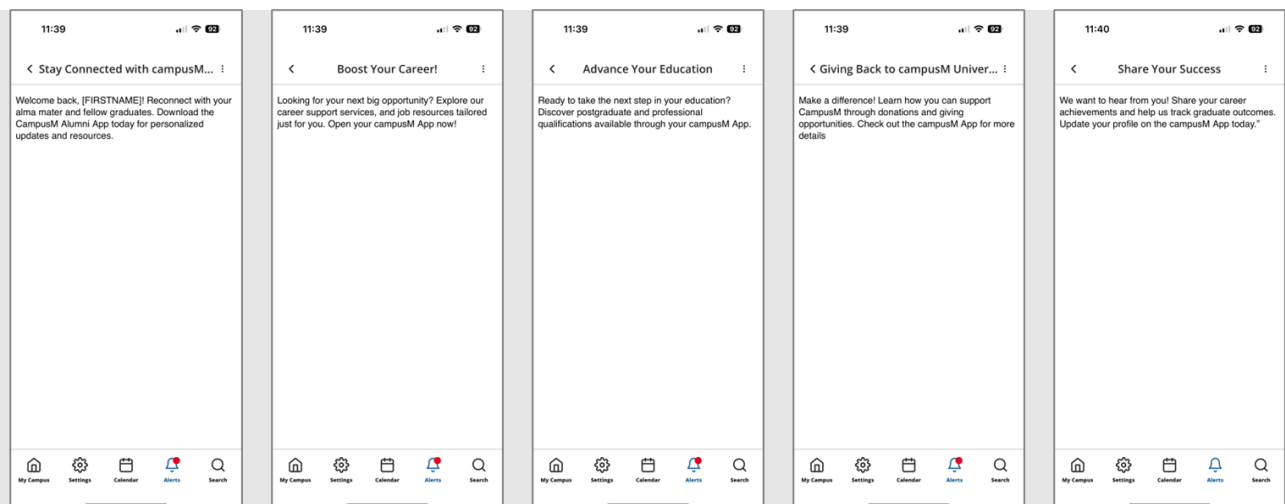 11:39
92
Stay Connected with campusM...
Welcome back, [FIRSTNAME]! Reconnect with your
alma mater and fellow graduates. Download the
CampusM Alumni App today for personalized
updates and resources.
My Campus
Settings
Calendar
Alerts
Search
11:39
92
Boost Your Career!
Looking for your next big opportunity? Explore our
career support services, and job resources tailored
just for you. Open your campusM App now!
My Campus
Settings
Calendar
Alerts
Search
11:39
92
Advance Your Education
Ready to take the next step in your education?
Discover postgraduate and professional
qualifications available through your campusM App.
My Campus
Settings
Calendar
Alerts
Search
11:39
92
Giving Back to campusM Univer...
Make a difference! Learn how you can support
CampusM through donations and giving
opportunities. Check out the campusM App for more
details
My Campus
Settings
Calendar
Alerts
Search
11:40
92
Share Your Success
We want to hear from you! Share your career
achievements and help us track graduate outcomes.
Update your profile on the campusM App today."
My Campus
Settings
Calendar
Alerts
Search